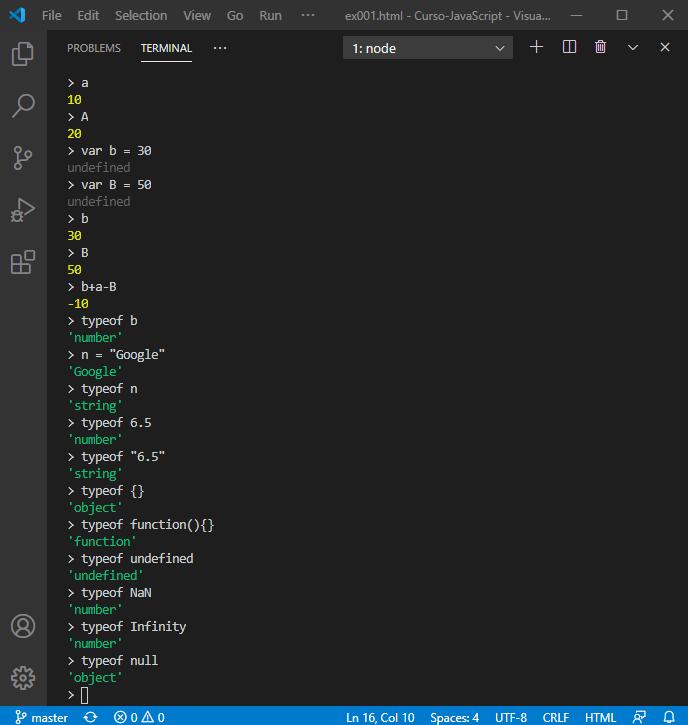 File Edit Selection View Go Run ··· ex001.html - Curso-JavaScript - Visua...
PROBLEMS TERMINAL ··· 1: node
> a
10
> A
20
> var b = 30
undefined
> var B = 50
undefined
> b
30
> B
50
> b+a-B
-10
> typeof b
'number'
> n = "Google"
'Google'
> typeof n
'string'
> typeof 6.5
'number'
> typeof "6.5"
'string'
> typeof {}
'object'
> typeof function(){}
'function'
> typeof undefined
'undefined'
> typeof NaN
'number'
> typeof Infinity
'number'
> typeof null
'object'
>
master 0 0 Ln 16, Col 10 Spaces: 4 UTF-8 CRLF HTML